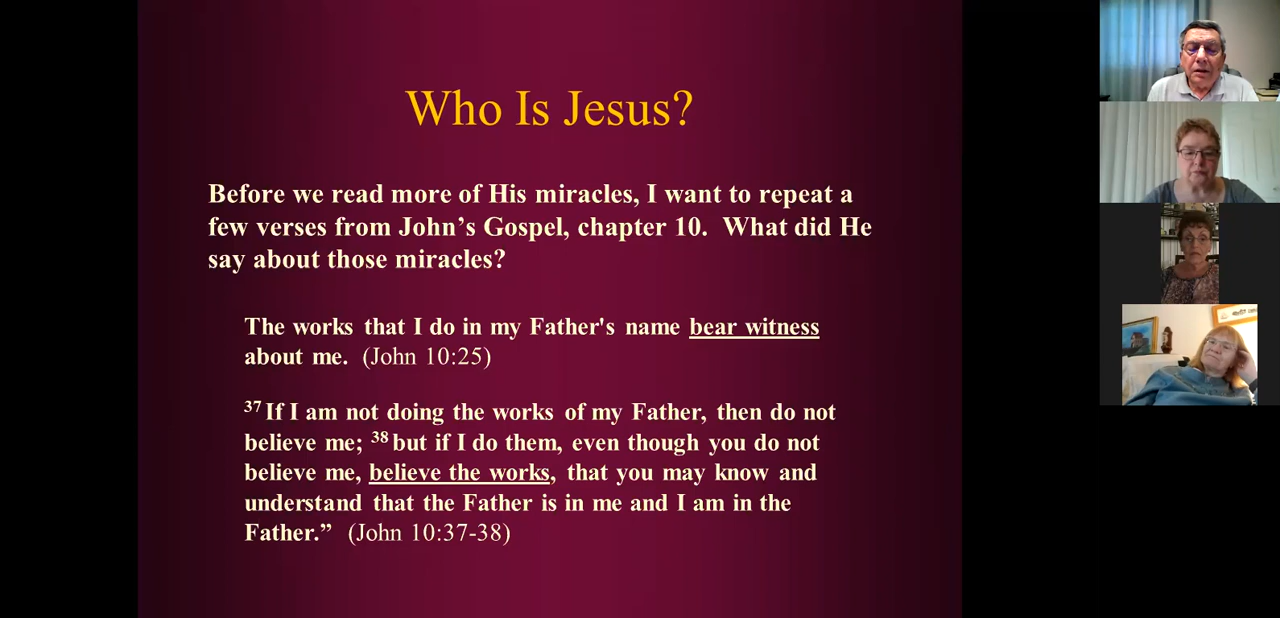 Who Is Jesus?
Before we read more of His miracles, I want to repeat a
few verses from John’s Gospel, chapter 10.  What did He
say about those miracles?
The works that I do in my Father's name bear witness
about me.  (John 10:25)
37 If I am not doing the works of my Father, then do not
believe me; 38 but if I do them, even though you do not
believe me, believe the works, that you may know and
understand that the Father is in me and I am in the
Father.”  (John 10:37-38)